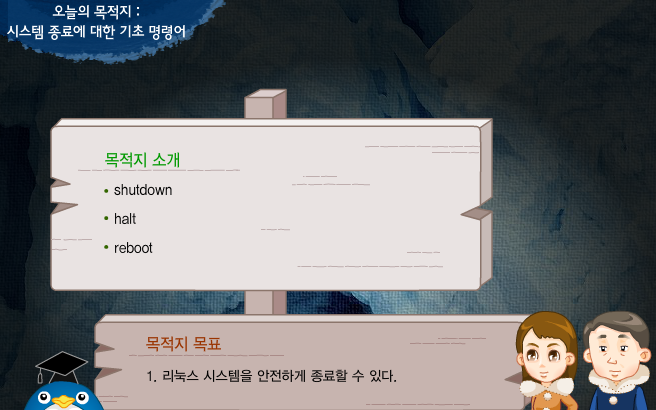 오늘의 목적지 :
시스템 종료에 대한 기초 명령어
목적지 소개
• shutdown
• halt
• reboot
목적지 목표
1. 리눅스 시스템을 안전하게 종료할 수 있다.